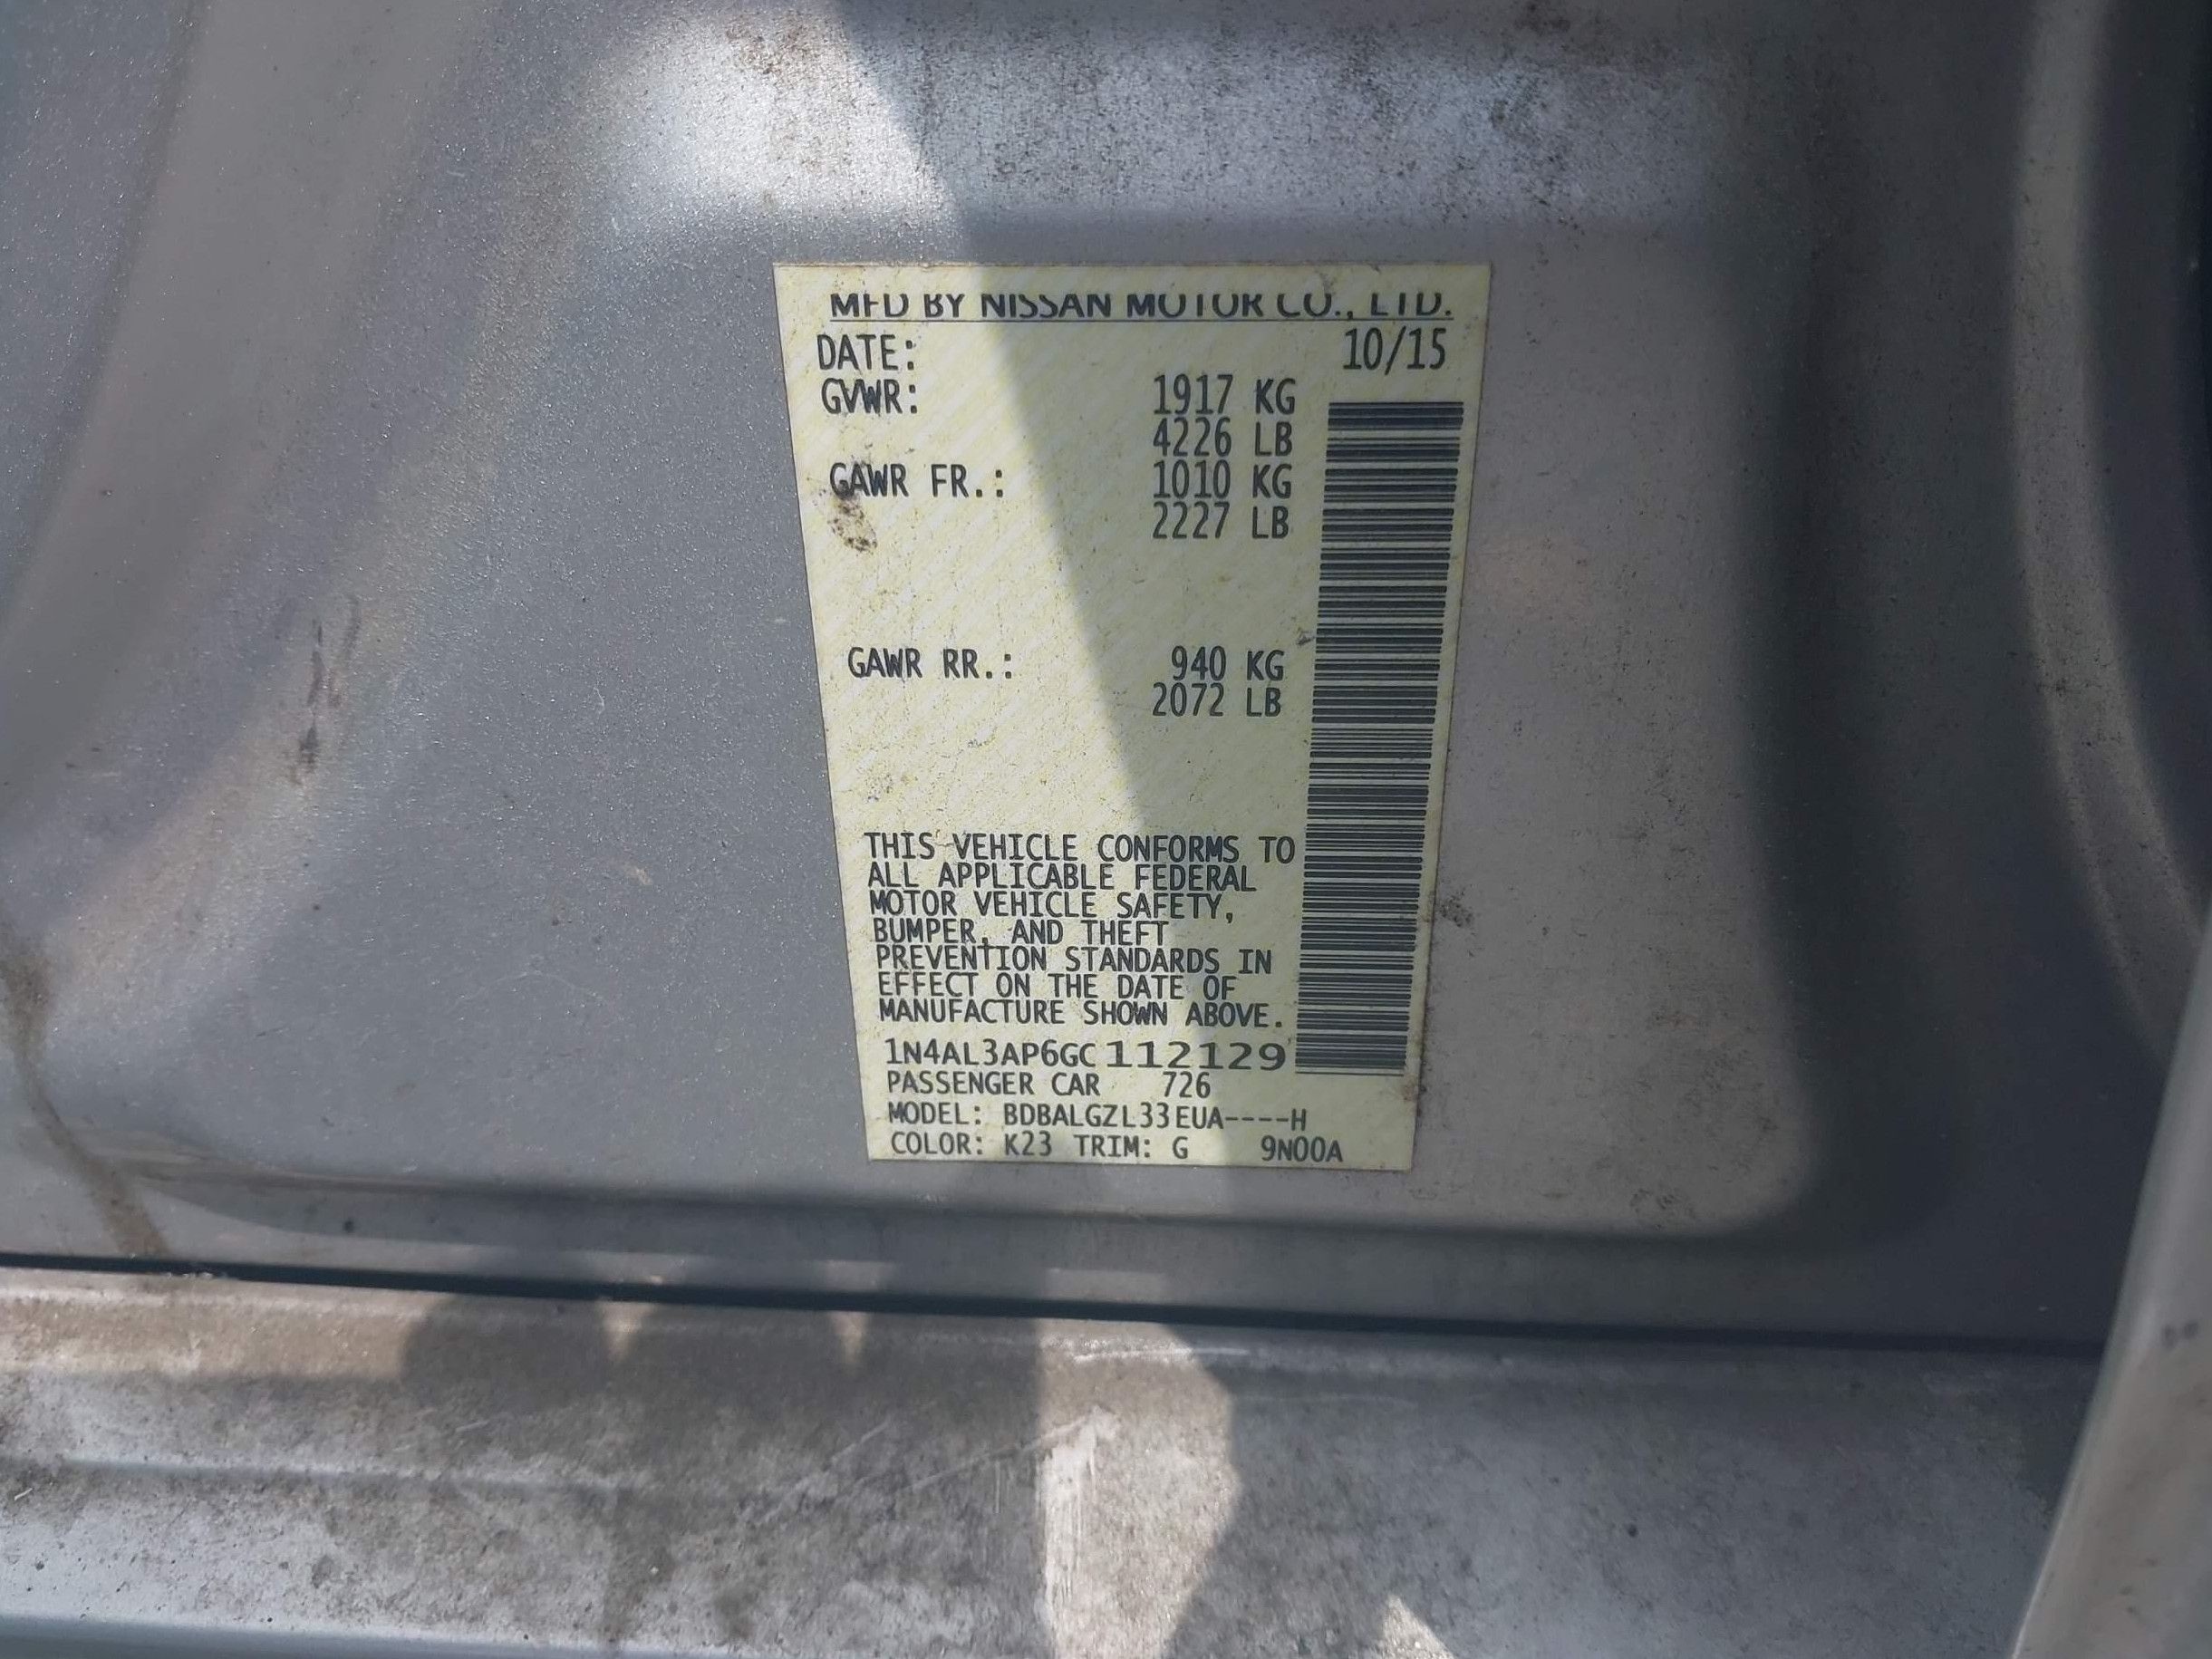 MFD BY NISSAN MOTOR CO., LTD.
DATE: 10/15
GVWR: 1917 KG
4226 LB
GAWR FR.: 1010 KG
2227 LB
GAWR RR.: 940 KG
2072 LB
THIS VEHICLE CONFORMS TO
ALL APPLICABLE FEDERAL
MOTOR VEHICLE SAFETY,
BUMPER, AND THEFT
PREVENTION STANDARDS IN
EFFECT ON THE DATE OF
MANUFACTURE SHOWN ABOVE.
1N4AL3AP6GC112129
PASSENGER CAR 726
MODEL: BDBALGZL33EUA----H
COLOR: K23 TRIM: G 9N00A